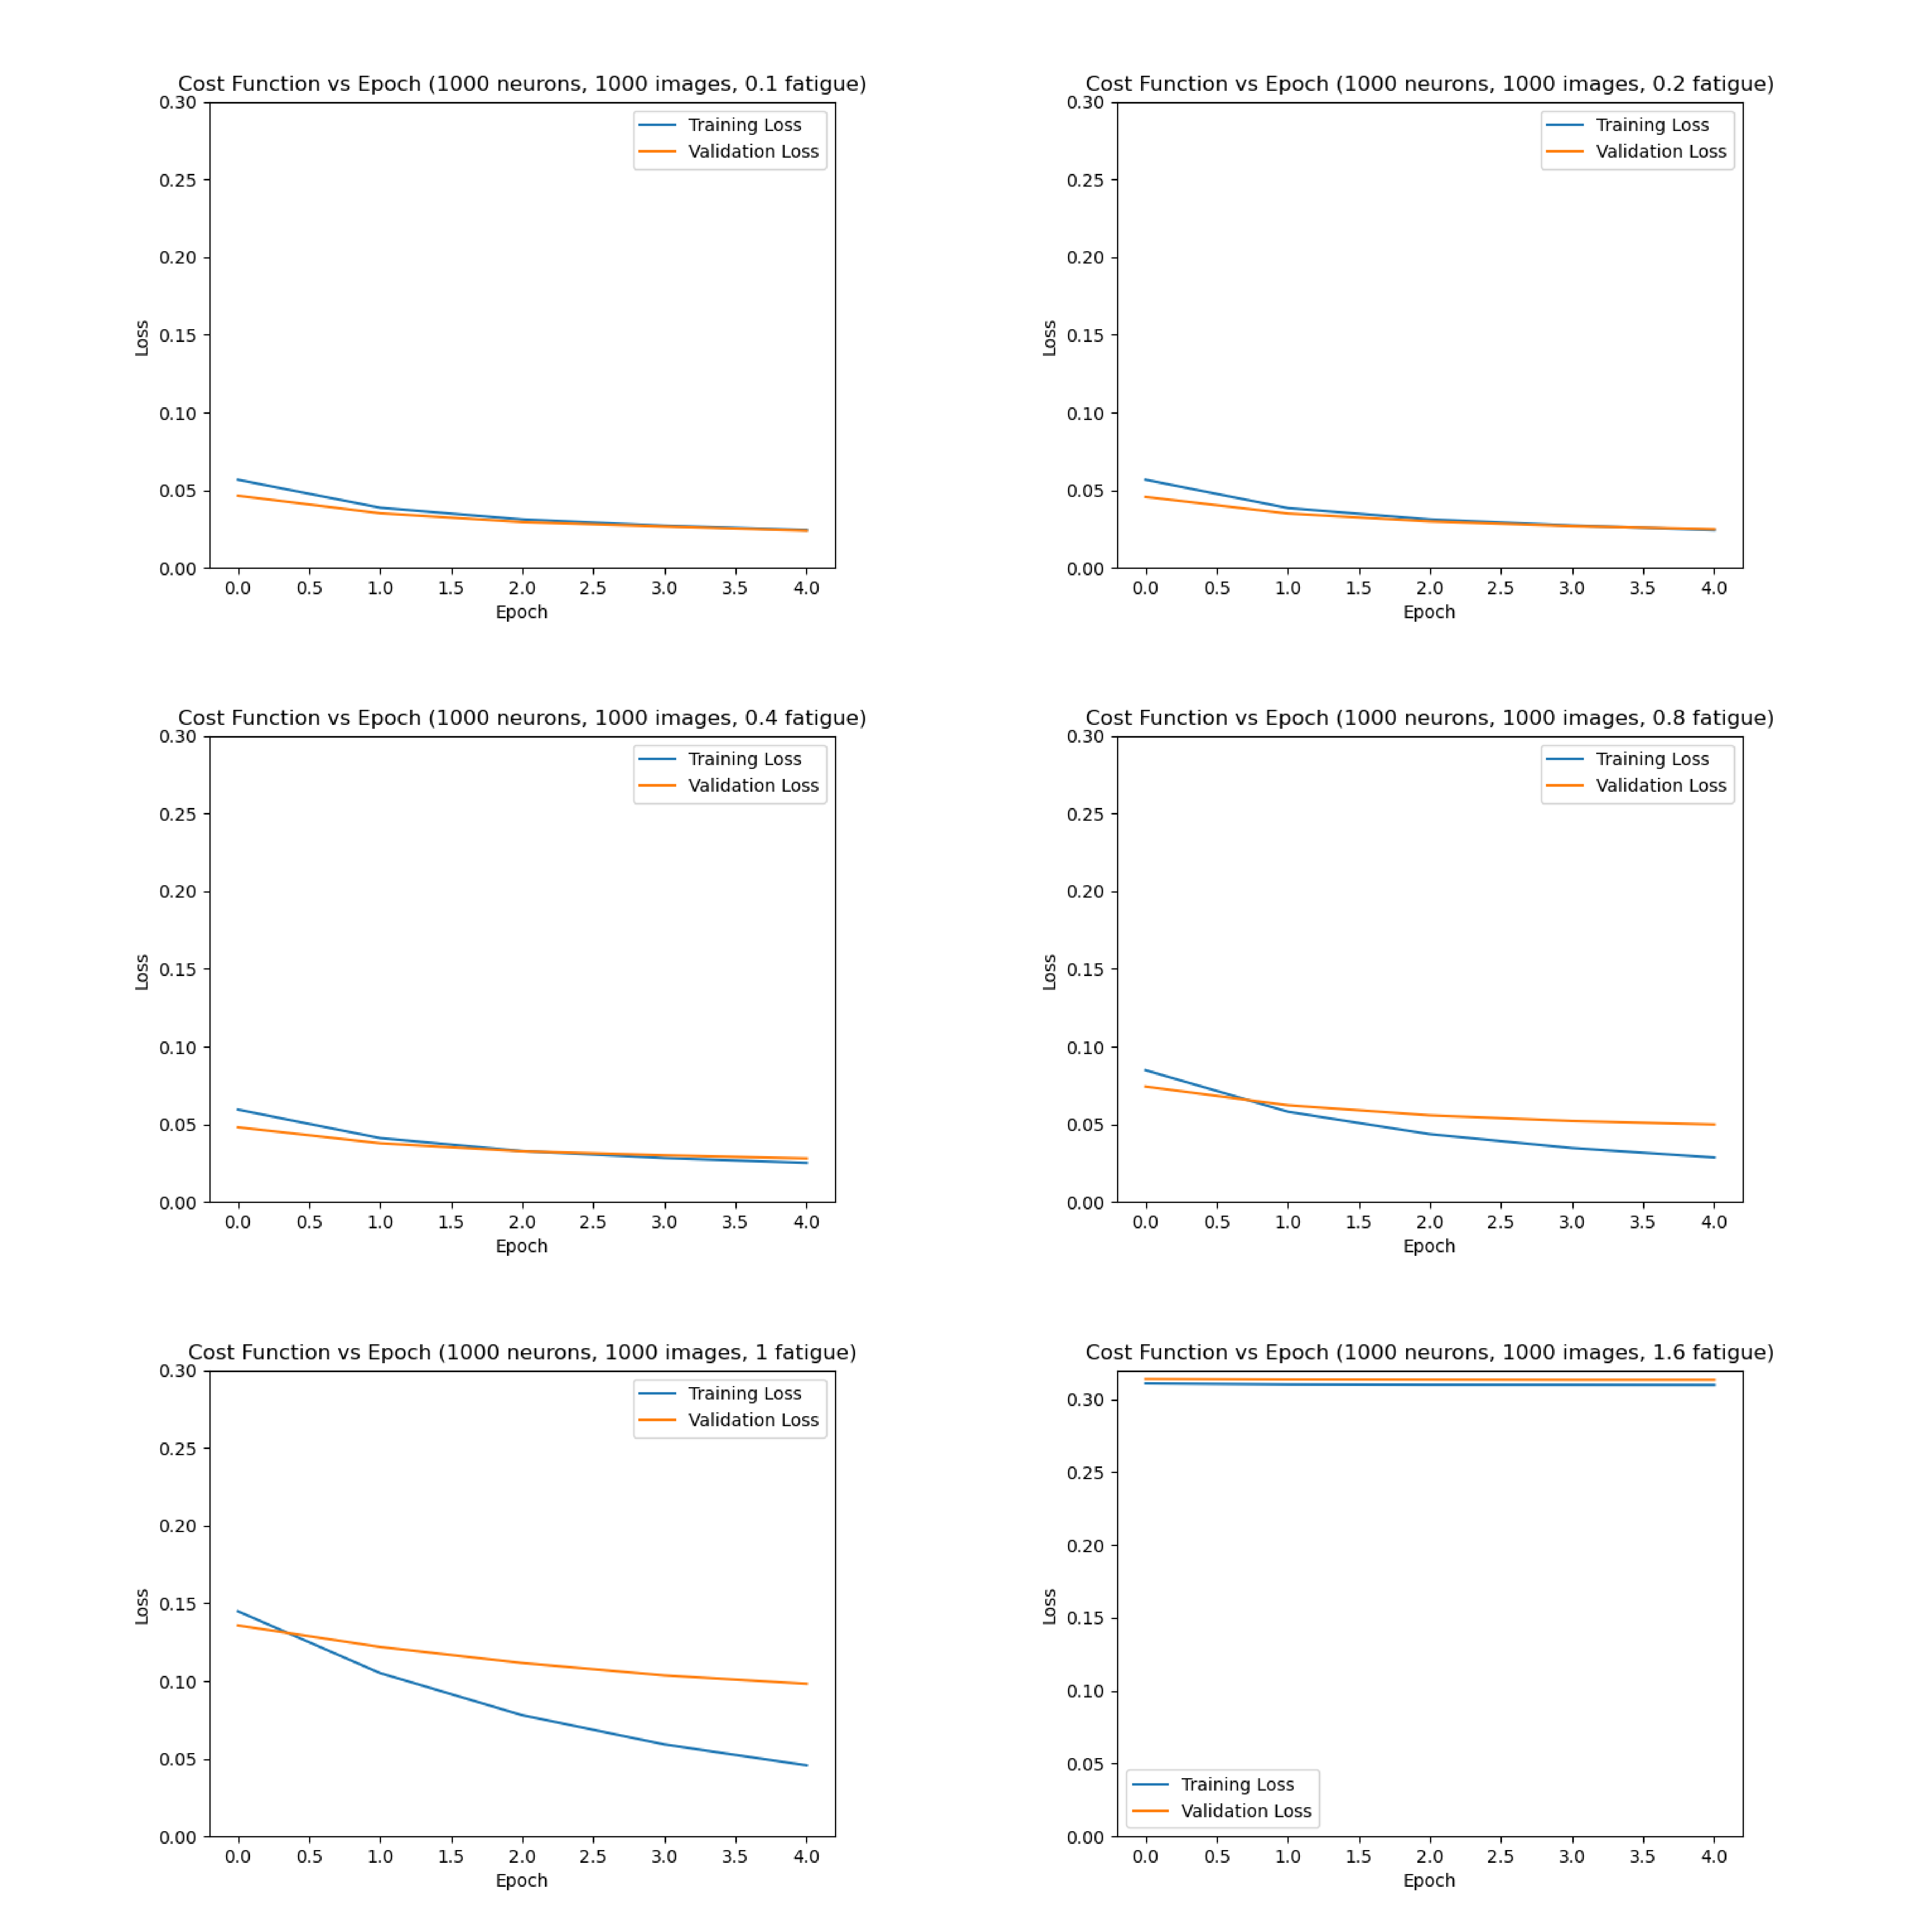 Cost Function vs Epoch (1000 neurons, 1000 images, 0.1 fatigue)
0.30
0.25
0.20
0.15
0.10
0.05
0.00
Loss
Training Loss
Validation Loss
0.0 0.5 1.0 1.5 2.0 2.5 3.0 3.5 4.0
Epoch
Cost Function vs Epoch (1000 neurons, 1000 images, 0.2 fatigue)
0.30
0.25
0.20
0.15
0.10
0.05
0.00
Loss
Training Loss
Validation Loss
0.0 0.5 1.0 1.5 2.0 2.5 3.0 3.5 4.0
Epoch
Cost Function vs Epoch (1000 neurons, 1000 images, 0.4 fatigue)
0.30
0.25
0.20
0.15
0.10
0.05
0.00
Loss
Training Loss
Validation Loss
0.0 0.5 1.0 1.5 2.0 2.5 3.0 3.5 4.0
Epoch
Cost Function vs Epoch (1000 neurons, 1000 images, 0.8 fatigue)
0.30
0.25
0.20
0.15
0.10
0.05
0.00
Loss
Training Loss
Validation Loss
0.0 0.5 1.0 1.5 2.0 2.5 3.0 3.5 4.0
Epoch
Cost Function vs Epoch (1000 neurons, 1000 images, 1 fatigue)
0.30
0.25
0.20
0.15
0.10
0.05
0.00
Loss
Training Loss
Validation Loss
0.0 0.5 1.0 1.5 2.0 2.5 3.0 3.5 4.0
Epoch
Cost Function vs Epoch (1000 neurons, 1000 images, 1.6 fatigue)
0.30
0.25
0.20
0.15
0.10
0.05
0.00
Loss
Training Loss
Validation Loss
0.0 0.5 1.0 1.5 2.0 2.5 3.0 3.5 4.0
Epoch